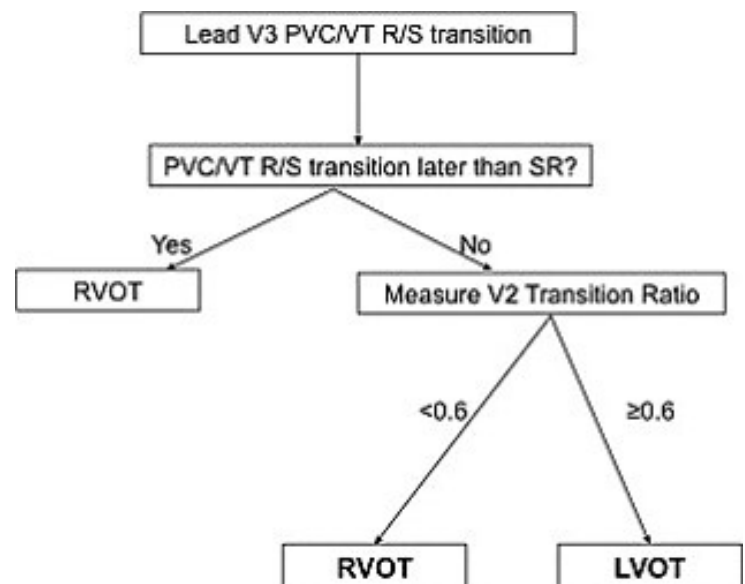 Lead V3 PVC/VT R/S transition
PVC/VT R/S transition later than SR?
Yes
No
RVOT
Measure V2 Transition Ratio
<0.6
≥0.6
RVOT
LVOT